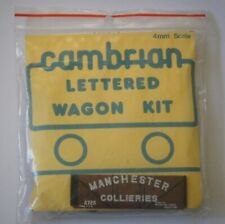 4mm Scale
cambrian
LETTERED
WAGON KIT
MANCHESTER
COLLIERIES